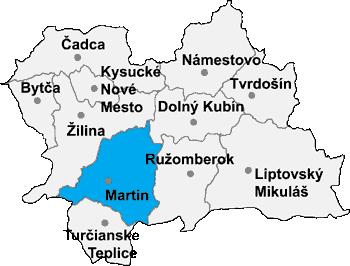 Čadca
Námestovo
Kysucké
Nové
Mesto
Bytča
Tvrdošín
Dolný Kubín
Žilina
Ružomberok
Liptovský
Mikuláš
Martin
Turčianske
Teplice